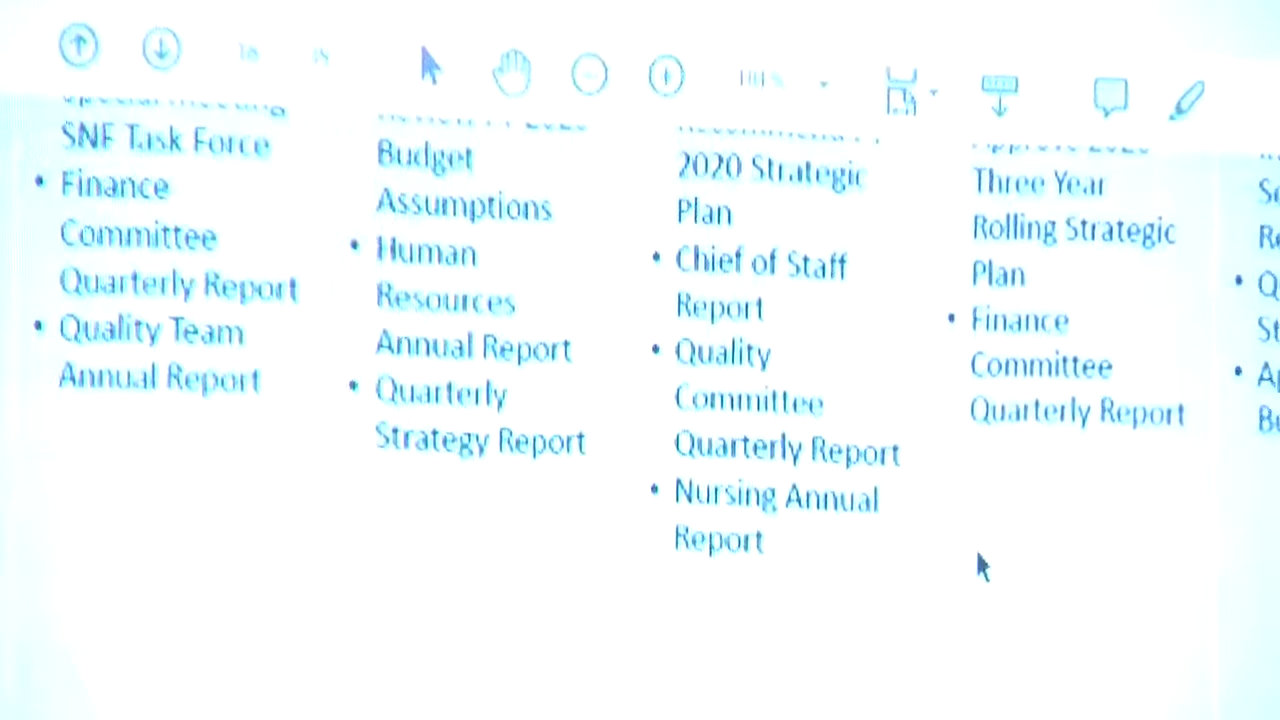 SNF Task Force
• Finance
Committee
Quarterly Report
• Quality Team
Annual Report
Budget
Assumptions
• Human
Resources
Annual Report
• Quarterly
Strategy Report
2020 Strategic
Plan
• Chief of Staff
Report
• Quality
Committee
Quarterly Report
• Nursing Annual
Report
Three Year
Rolling Strategic
Plan
• Finance
Committee
Quarterly Report